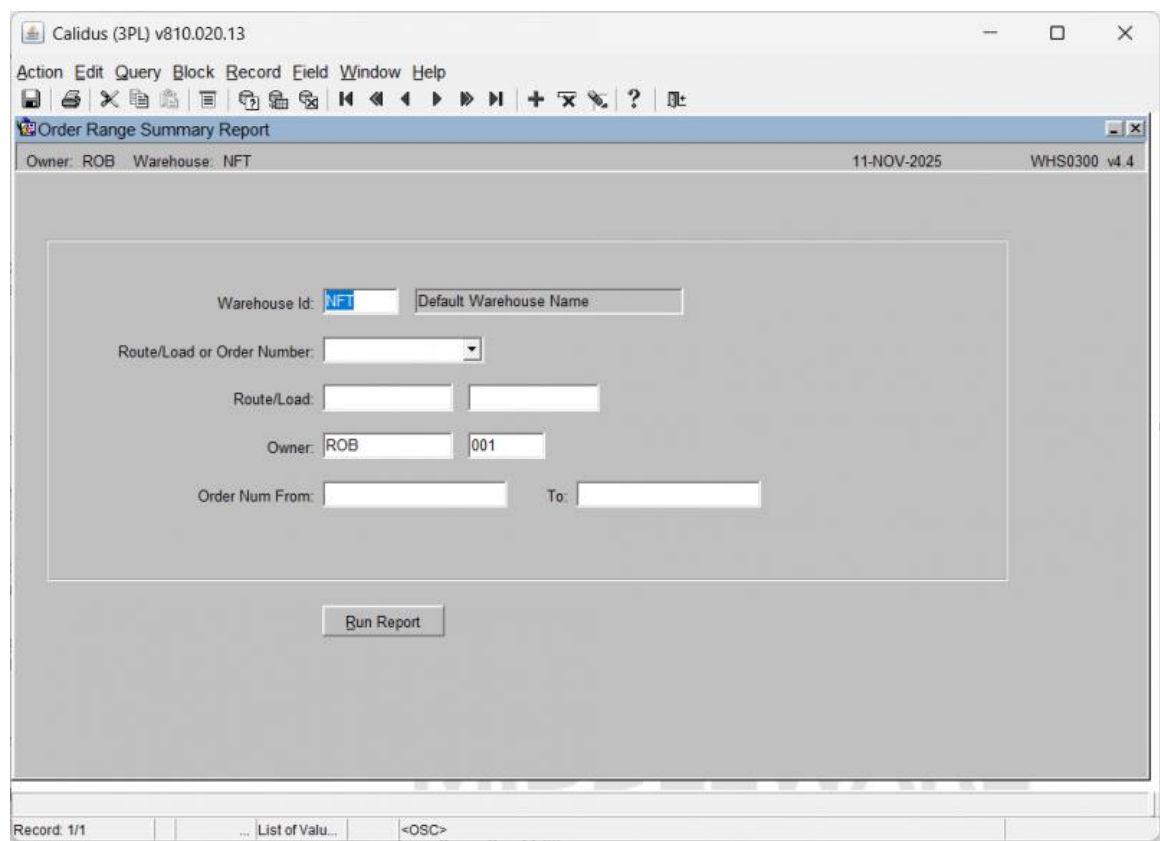 Calidus (3PL) v810.020.13
Action Edit Query Block Record Field Window Help
Order Range Summary Report
Owner: ROB Warehouse: NFT 11-NOV-2025 WHS0300 v4.4
Warehouse Id: NFT Default Warehouse Name
Route/Load or Order Number:
Route/Load:
Owner: ROB 001
Order Num From: To:
Run Report
Record: 1/1 ... List of Valu... <OSC>